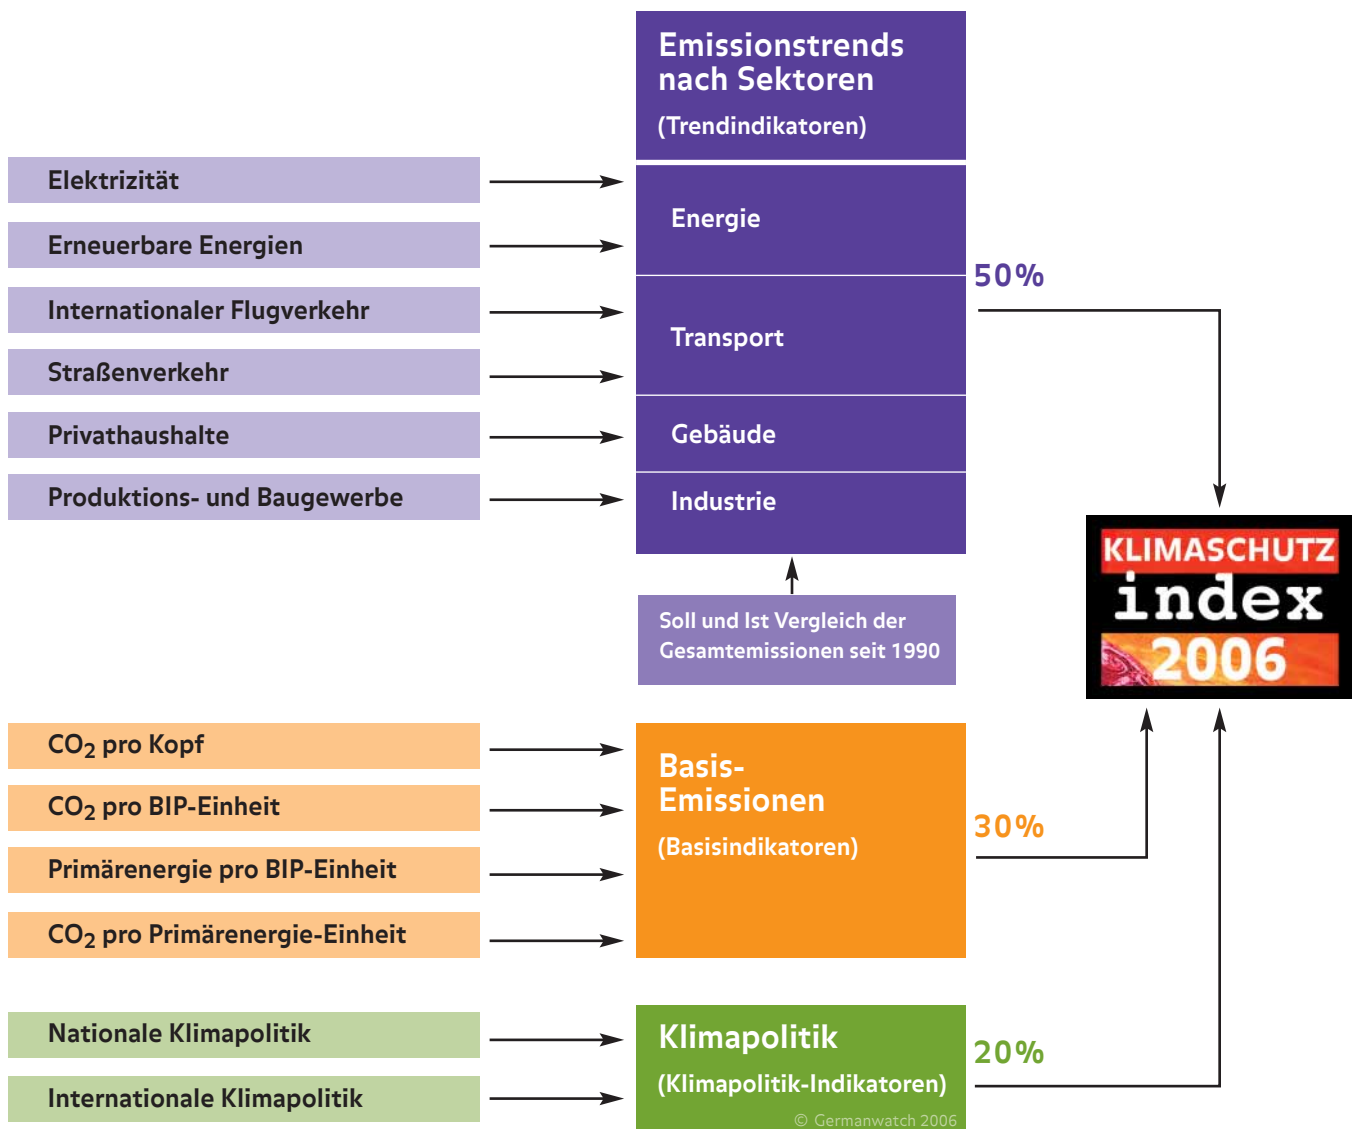 Emissionstrends
nach Sektoren
(Trendindikatoren)
Elektrizität
Erneuerbare Energien
Energie
Internationaler Flugverkehr
Straßenverkehr
Transport
Privathaushalte
Gebäude
Produktions- und Baugewerbe
Industrie
50%
Soll und Ist Vergleich der
Gesamtemissionen seit 1990
KLIMASCHUTZ
index
2006
CO₂ pro Kopf
CO₂ pro BIP-Einheit
Primärenergie pro BIP-Einheit
CO₂ pro Primärenergie-Einheit
Basis-
Emissionen
(Basisindikatoren)
30%
Nationale Klimapolitik
Internationale Klimapolitik
Klimapolitik
(Klimapolitik-Indikatoren)
20%
© Germanwatch 2006